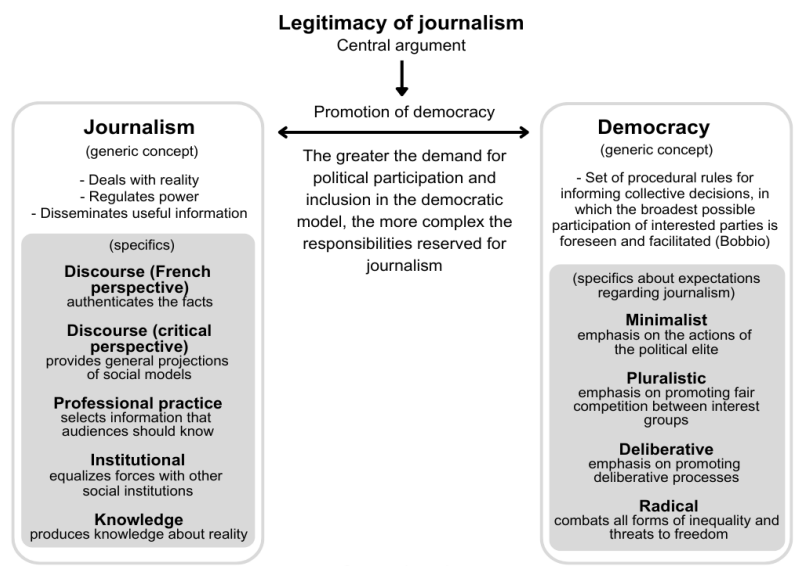 Legitimacy of journalism
Central argument
Promotion of democracy
The greater the demand for
political participation and
inclusion in the democratic
model, the more complex the
responsibilities reserved for
journalism
Journalism
(generic concept)
- Deals with reality
- Regulates power
- Disseminates useful information
(specifics)
Discourse (French
perspective)
authenticates the facts
Discourse (critical
perspective)
provides general projections
of social models
Professional practice
selects information that
audiences should know
Institutional
equalizes forces with other
social institutions
Knowledge
produces knowledge about reality
Democracy
(generic concept)
- Set of procedural rules for
informing collective decisions, in
which the broadest possible
participation of interested parties is
foreseen and facilitated (Bobbio)
(specifics about expectations
regarding journalism)
Minimalist
emphasis on the actions of
the political elite
Pluralistic
emphasis on promoting fair
competition between interest
groups
Deliberative
emphasis on promoting
deliberative processes
Radical
combats all forms of inequality and
threats to freedom